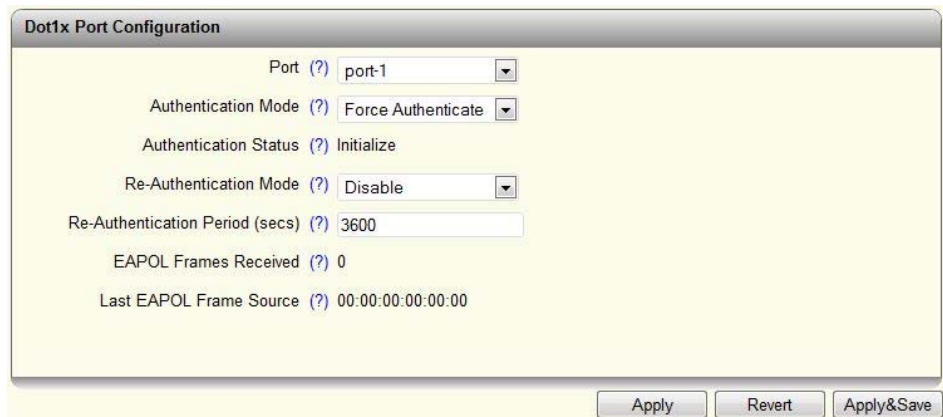 Dot1x Port Configuration
Port (?) port-1
Authentication Mode (?) Force Authenticate
Authentication Status (?) Initialize
Re-Authentication Mode (?) Disable
Re-Authentication Period (secs) (?) 3600
EAPOL Frames Received (?) 0
Last EAPOL Frame Source (?) 00:00:00:00:00:00
Apply Revert Apply&Save